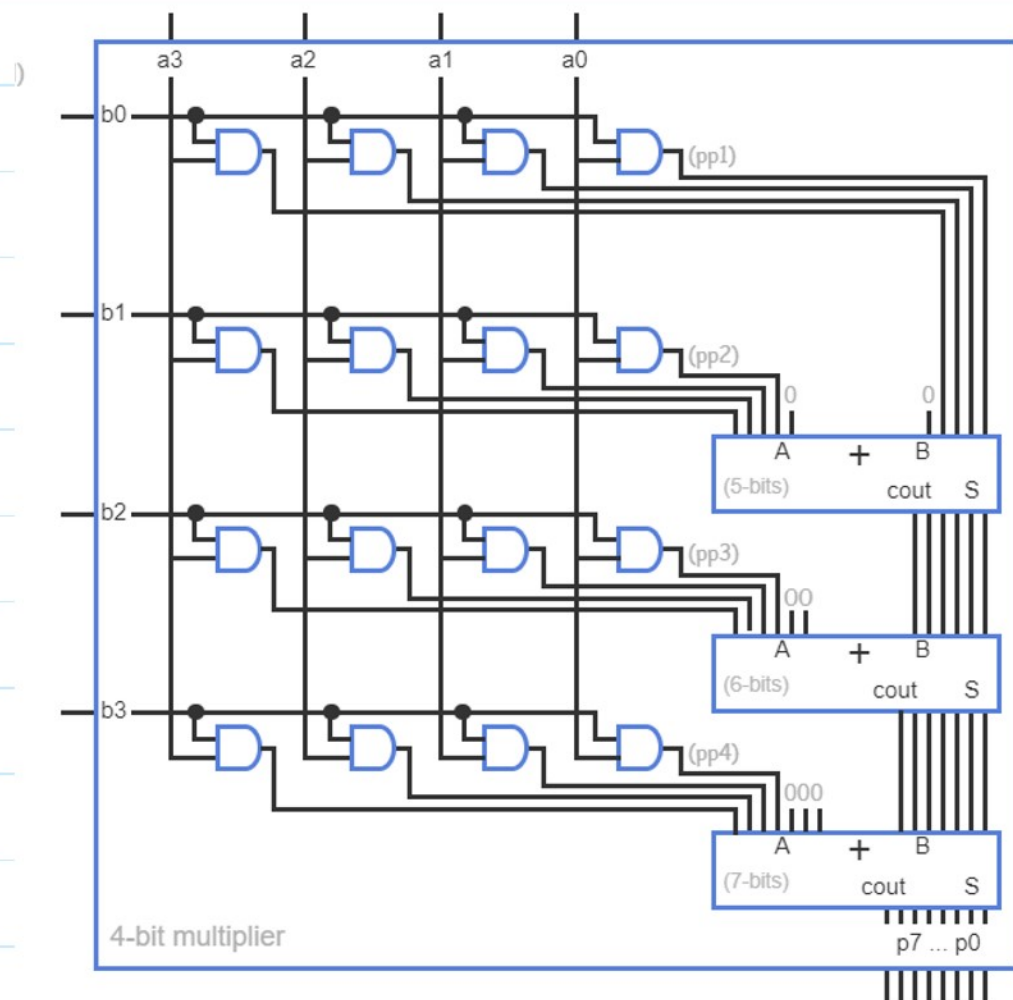 a3 a2 a1 a0
)
b0
(pp1)
b1
(pp2)
0 0
A + B
(5-bits) cout S
b2
(pp3)
00
A + B
(6-bits) cout S
b3
(pp4)
000
A + B
(7-bits) cout S
4-bit multiplier p7 ... p0